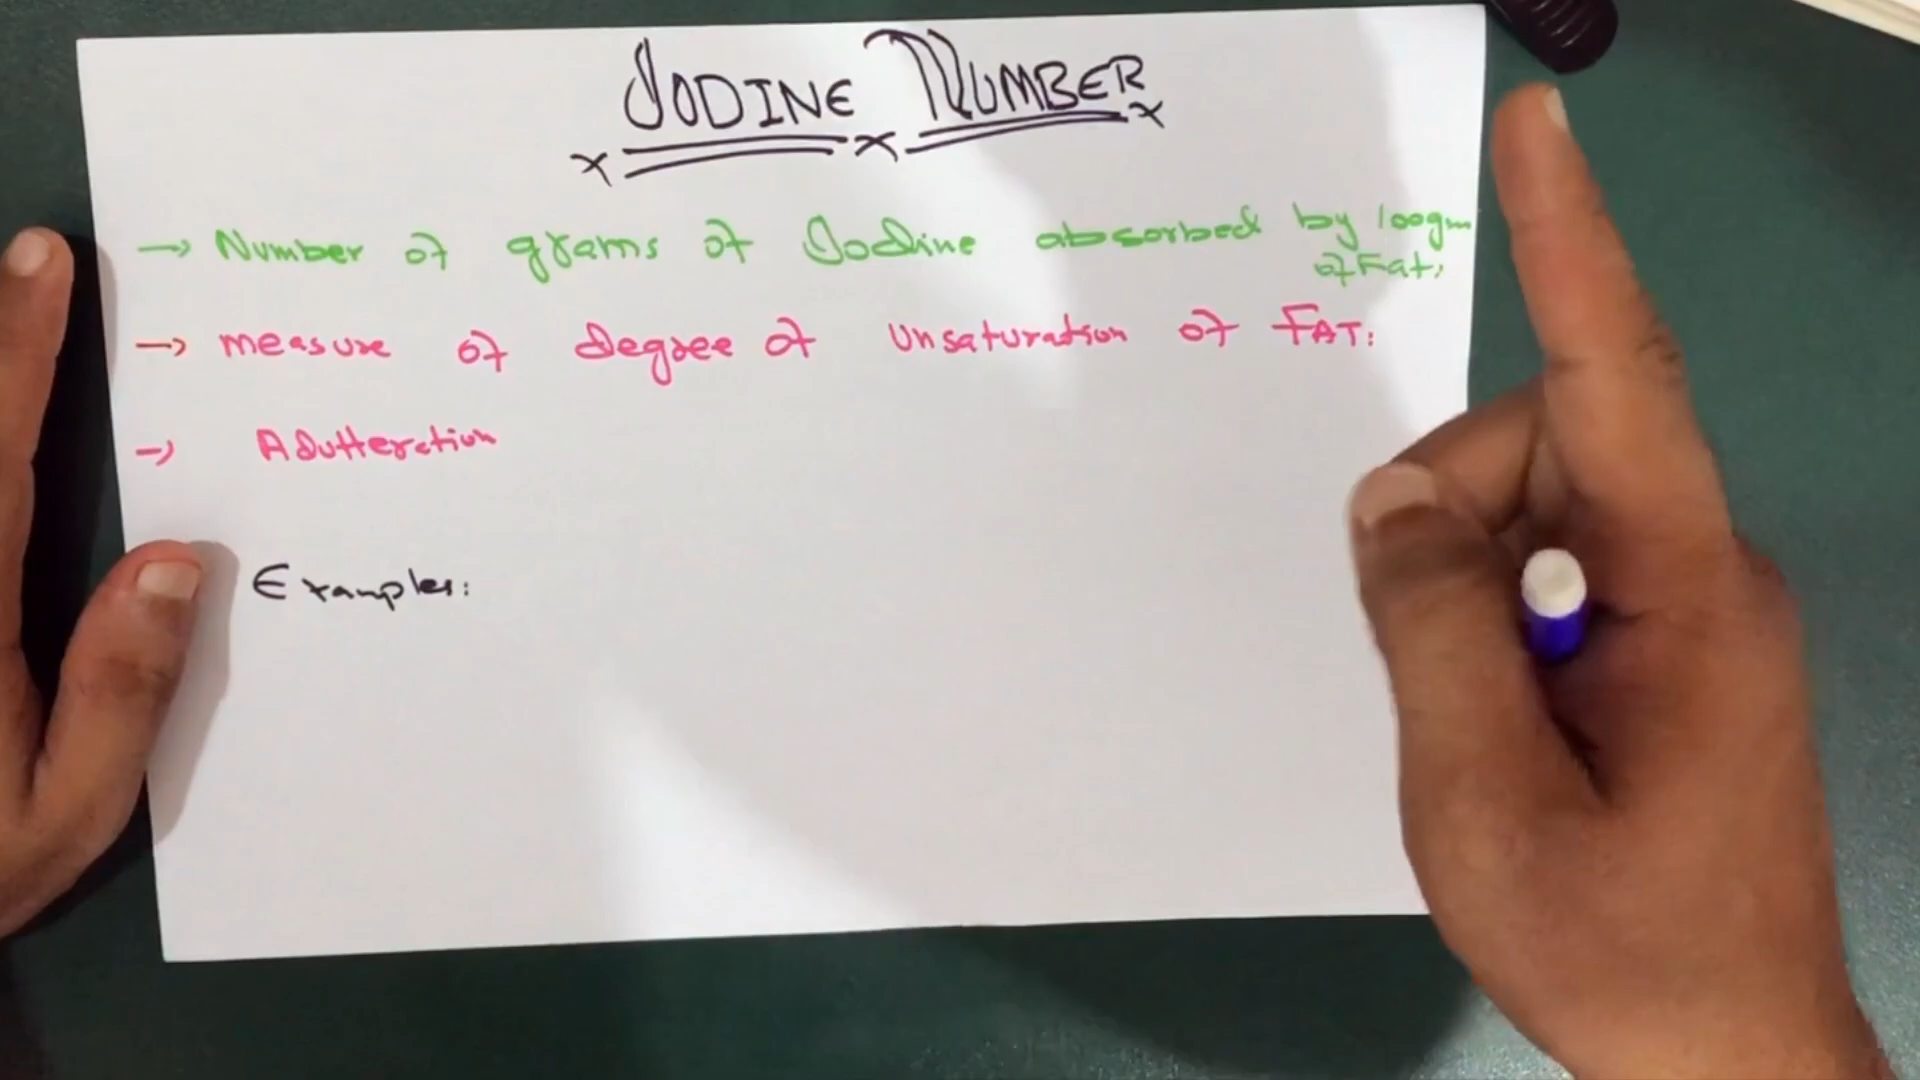 IODINE NUMBER
→ Number of grams of Iodine absorbed by 100gm
of Fat.
→ measure of degree of Unsaturation of FAT:
→ Adulteration
Examples: